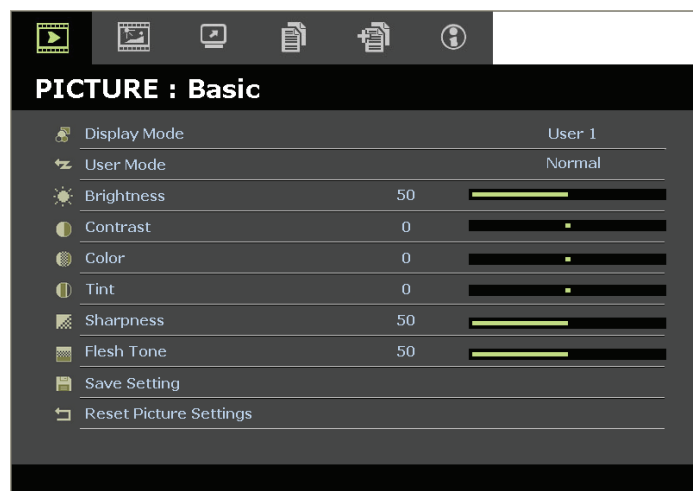 PICTURE : Basic
Display Mode User 1
User Mode Normal
Brightness 50
Contrast 0
Color 0
Tint 0
Sharpness 50
Flesh Tone 50
Save Setting
Reset Picture Settings